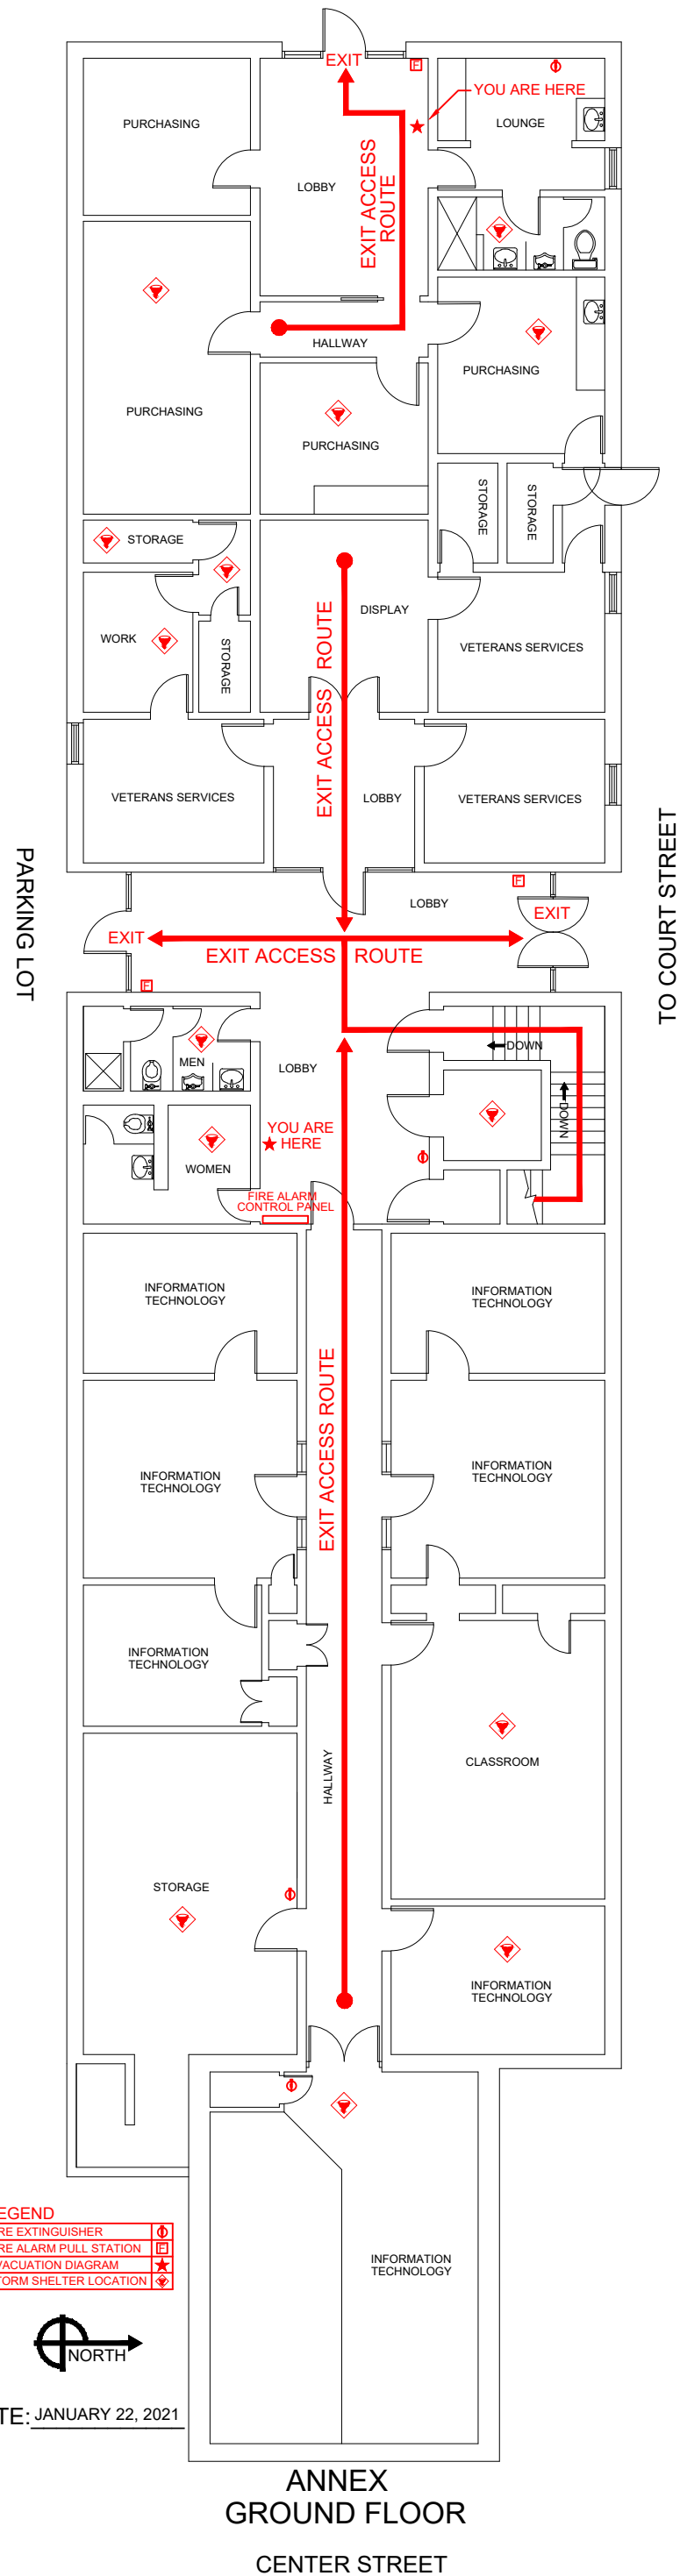 EXIT
F
YOU ARE HERE
PURCHASING
LOUNGE
LOBBY
EXIT ACCESS
ROUTE
HALLWAY
PURCHASING
PURCHASING
PURCHASING
STORAGE
STORAGE
STORAGE
DISPLAY
WORK
STORAGE
VETERANS SERVICES
EXIT ACCESS ROUTE
VETERANS SERVICES
LOBBY
VETERANS SERVICES
PARKING LOT
TO COURT STREET
F
LOBBY
EXIT
EXIT
EXIT ACCESS ROUTE
F
MEN
LOBBY
DOWN
DOWN
YOU ARE
HERE
WOMEN
FIRE ALARM
CONTROL PANEL
INFORMATION
TECHNOLOGY
INFORMATION
TECHNOLOGY
EXIT ACCESS ROUTE
INFORMATION
TECHNOLOGY
INFORMATION
TECHNOLOGY
INFORMATION
TECHNOLOGY
HALLWAY
CLASSROOM
STORAGE
INFORMATION
TECHNOLOGY
INFORMATION
TECHNOLOGY
EGEND
RE EXTINGUISHER
RE ALARM PULL STATION F
VACUATION DIAGRAM
TORM SHELTER LOCATION
NORTH
TE: JANUARY 22, 2021
ANNEX
GROUND FLOOR
CENTER STREET